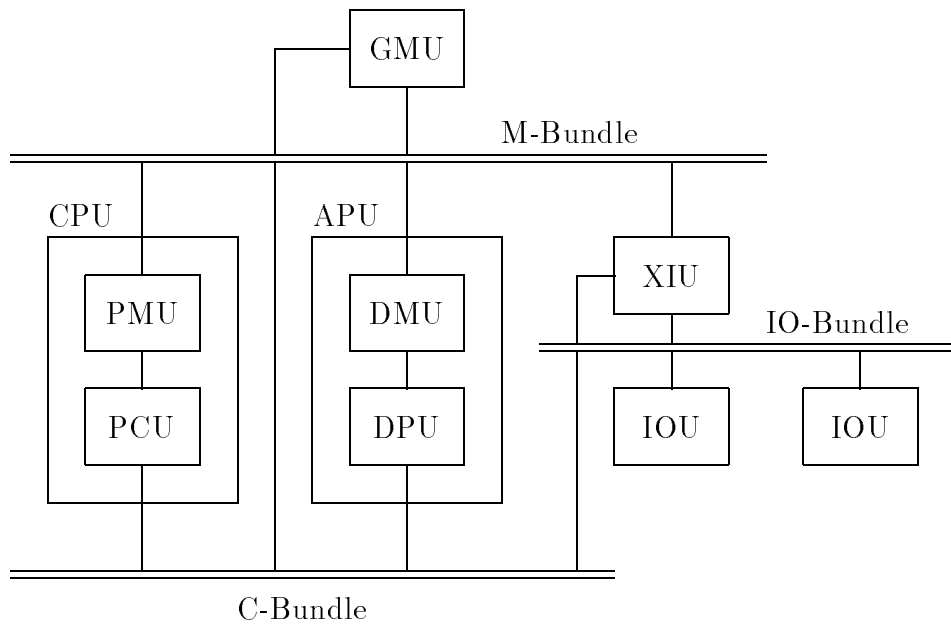 GMU
M-Bundle
CPU
APU
PMU
DMU
XIU
IO-Bundle
PCU
DPU
IOU
IOU
C-Bundle